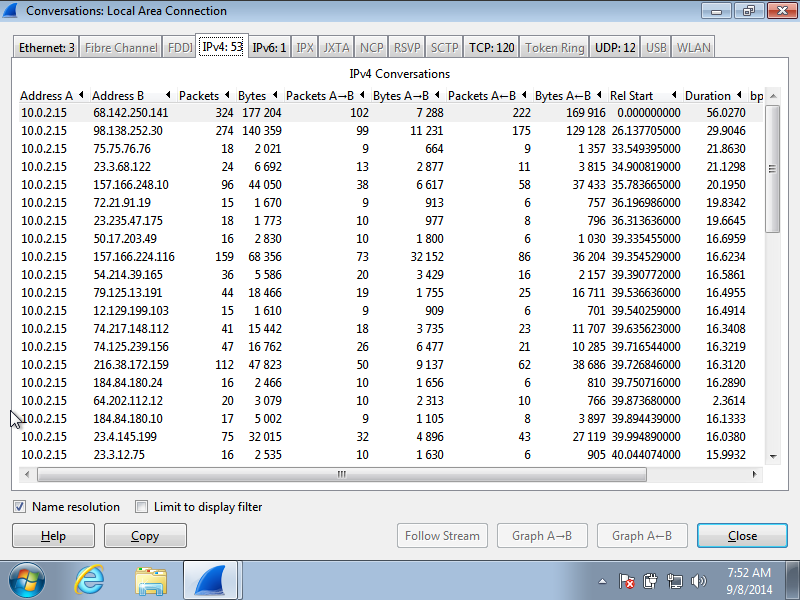 Conversations: Local Area Connection
Ethernet: 3 Fibre Channel FDDI IPv4: 53 IPv6: 1 IPX JXTA NCP RSVP SCTP TCP: 120 Token Ring UDP: 12 USB WLAN
IPv4 Conversations
Address A Address B Packets Bytes Packets A→B Bytes A→B Packets A←B Bytes A←B Rel Start Duration bp
10.0.2.15 68.142.250.141 324 177 204 102 7 288 222 169 916 0.000000000 56.0270
10.0.2.15 98.138.252.30 274 140 359 99 11 231 175 129 128 26.137705000 29.9046
10.0.2.15 75.75.76.76 18 2 021 9 664 9 1 357 33.549395000 21.8630
10.0.2.15 23.3.68.122 24 6 692 13 2 877 11 3 815 34.900819000 21.1298
10.0.2.15 157.166.248.10 96 44 050 38 6 617 58 37 433 35.783665000 20.1950
10.0.2.15 72.21.91.19 15 1 670 9 913 6 757 36.196986000 19.8342
10.0.2.15 23.235.47.175 18 1 773 10 977 8 796 36.313636000 19.6645
10.0.2.15 50.17.203.49 16 2 830 10 1 800 6 1 030 39.335455000 16.6959
10.0.2.15 157.166.224.116 159 68 356 73 32 152 86 36 204 39.354529000 16.6234
10.0.2.15 54.214.39.165 36 5 586 20 3 429 16 2 157 39.390772000 16.5861
10.0.2.15 79.125.13.191 44 18 466 19 1 755 25 16 711 39.536636000 16.4955
10.0.2.15 12.129.199.103 15 1 610 9 909 6 701 39.540259000 16.4914
10.0.2.15 74.217.148.112 41 15 442 18 3 735 23 11 707 39.635623000 16.3408
10.0.2.15 74.125.239.156 47 16 762 26 6 477 21 10 285 39.716544000 16.3219
10.0.2.15 216.38.172.159 112 47 823 50 9 137 62 38 686 39.726846000 16.3120
10.0.2.15 184.84.180.24 16 2 466 10 1 656 6 810 39.750716000 16.2890
10.0.2.15 64.202.112.12 20 3 079 10 2 313 10 766 39.873680000 2.3614
10.0.2.15 184.84.180.10 17 5 002 9 1 105 8 3 897 39.894439000 16.1333
10.0.2.15 23.4.145.199 75 32 015 32 4 896 43 27 119 39.994890000 16.0380
10.0.2.15 23.3.12.75 16 2 535 10 1 630 6 905 40.044074000 15.9932
Name resolution Limit to display filter
Help Copy Follow Stream Graph A→B Graph A←B Close
7:52 AM
9/8/2014